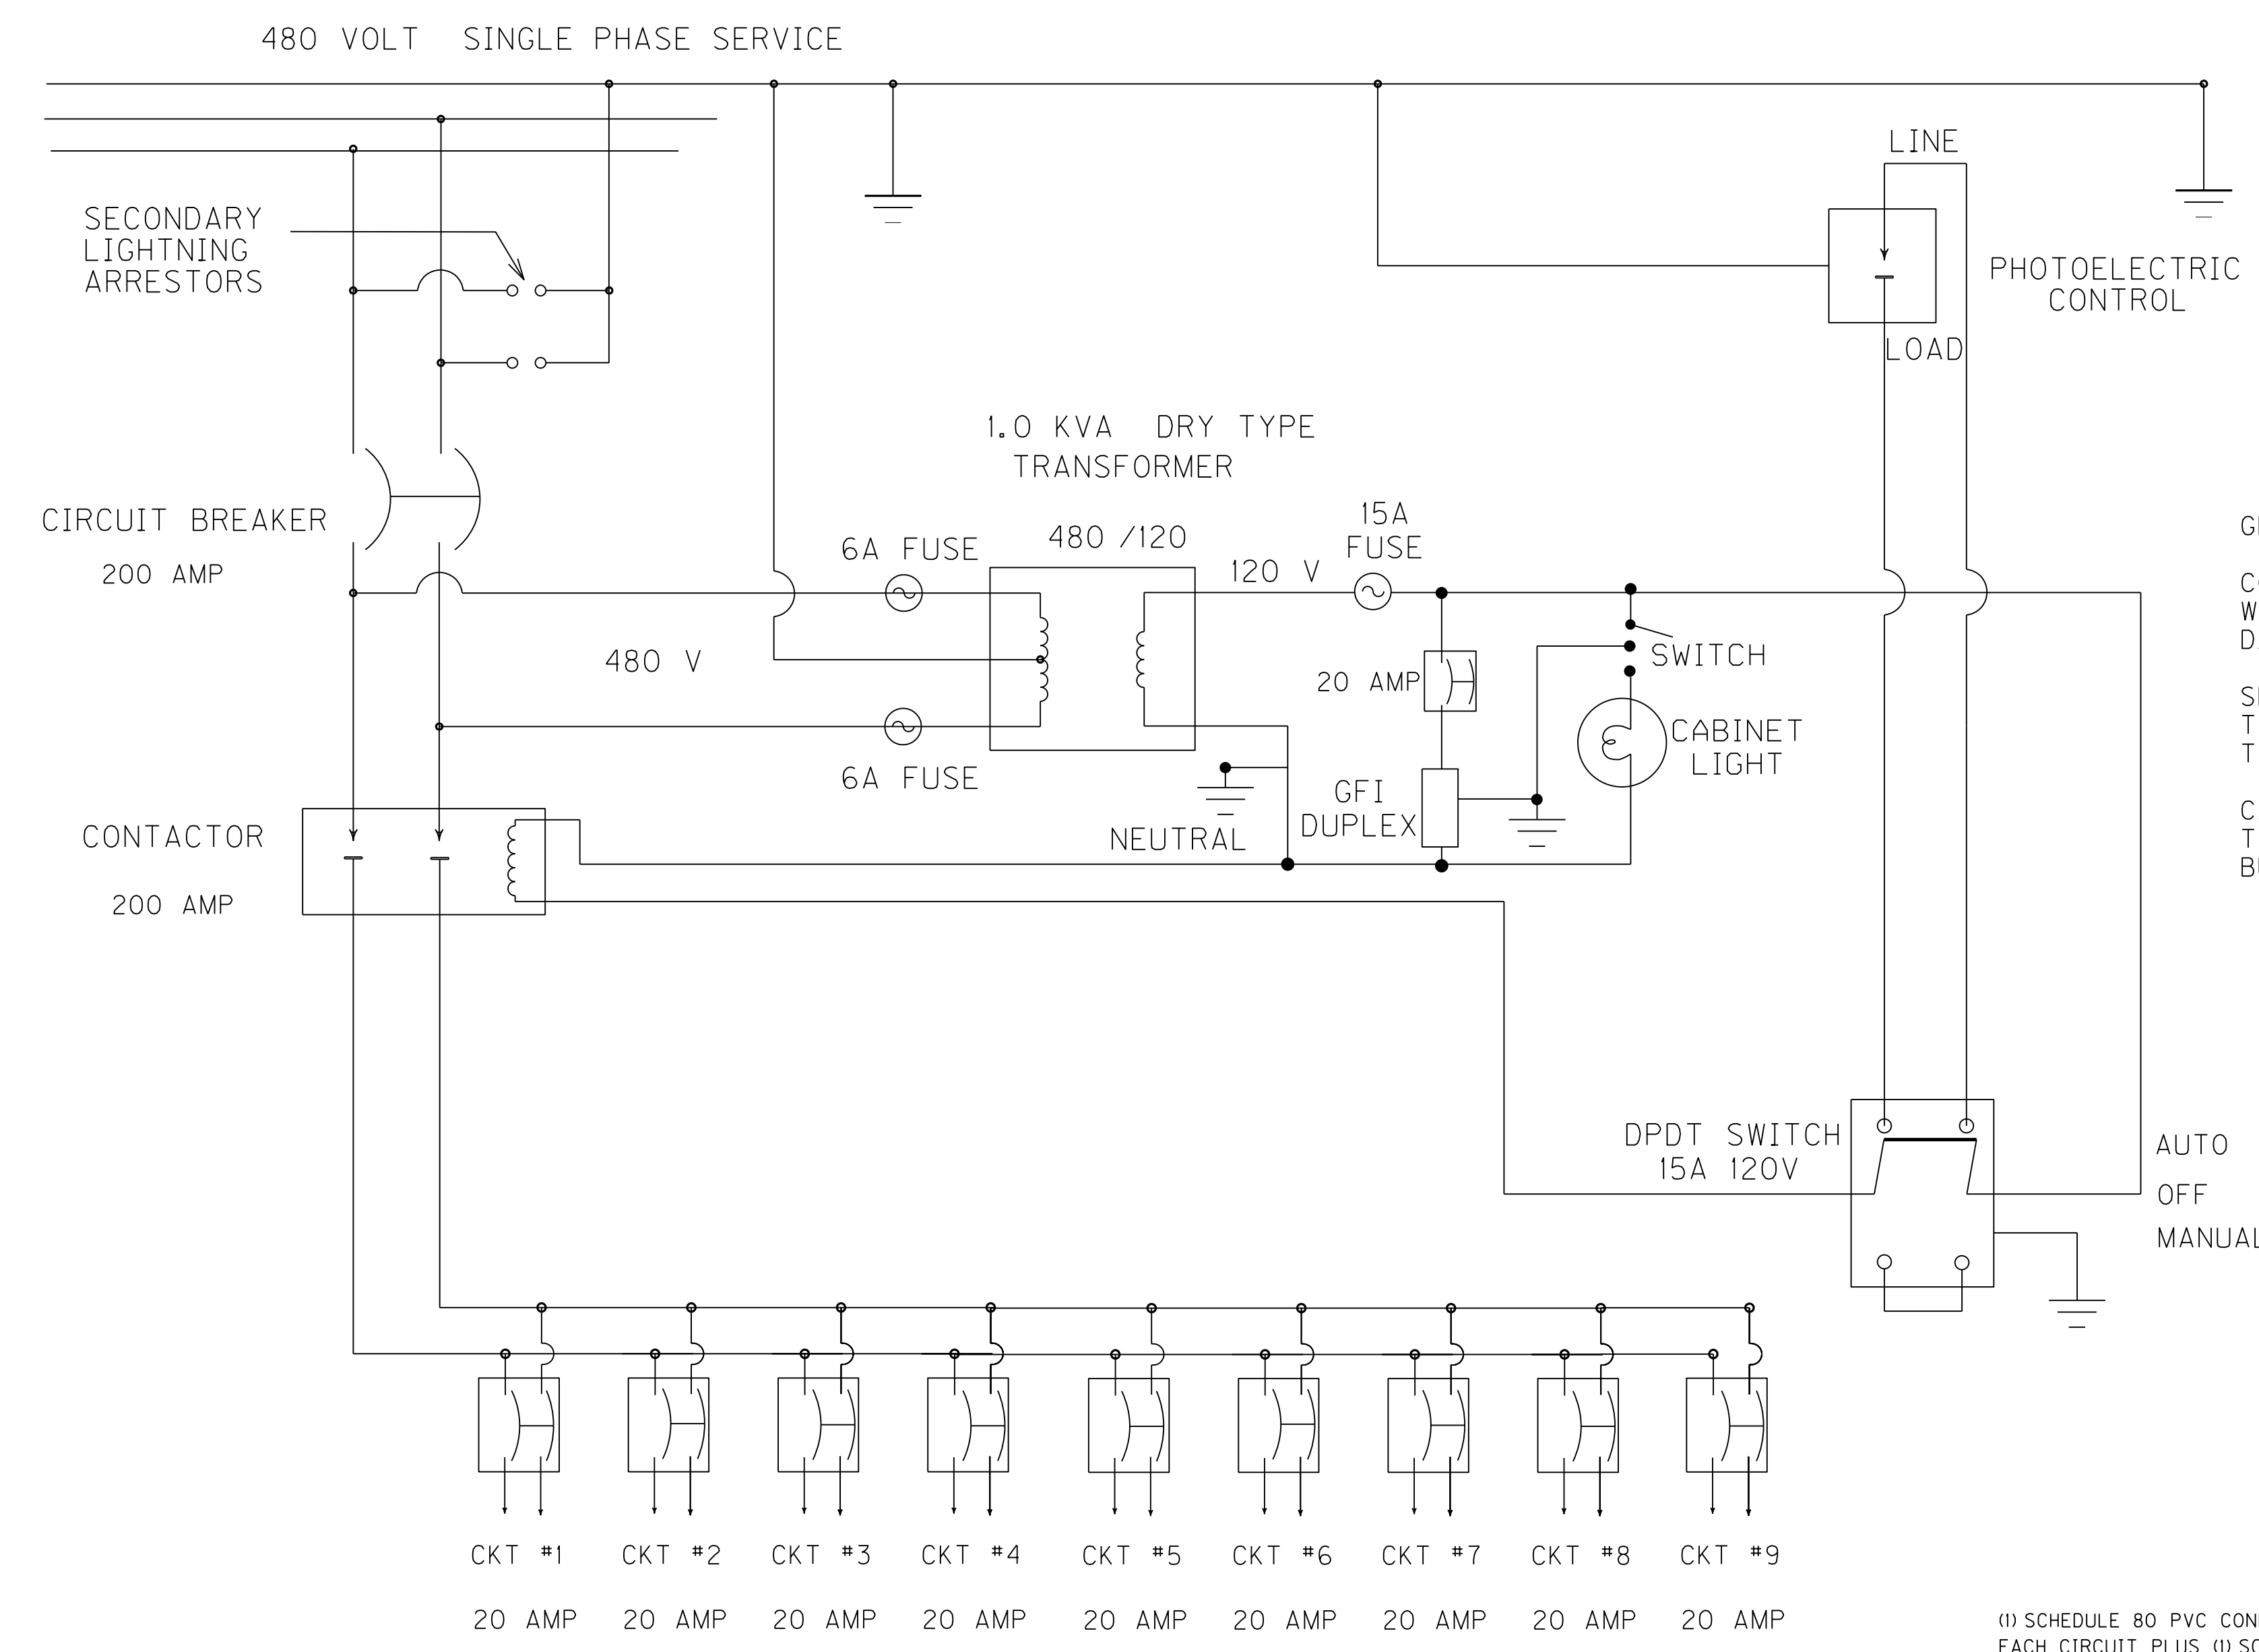 480 VOLT SINGLE PHASE SERVICE
LINE
SECONDARY
LIGHTNING
ARRESTORS
PHOTOELECTRIC
CONTROL
LOAD
1.0 KVA DRY TYPE
TRANSFORMER
CIRCUIT BREAKER
200 AMP
6A FUSE
480 /120
120 V
15A
FUSE
480 V
20 AMP
SWITCH
CABINET
LIGHT
6A FUSE
GFI
DUPLEX
NEUTRAL
CONTACTOR
200 AMP
DPDT SWITCH
15A 120V
AUTO
OFF
MANUAL
CKT #1
CKT #2
CKT #3
CKT #4
CKT #5
CKT #6
CKT #7
CKT #8
CKT #9
20 AMP
20 AMP
20 AMP
20 AMP
20 AMP
20 AMP
20 AMP
20 AMP
20 AMP
(1) SCHEDULE 80 PVC
EACH CIRCUIT PLUS (1)